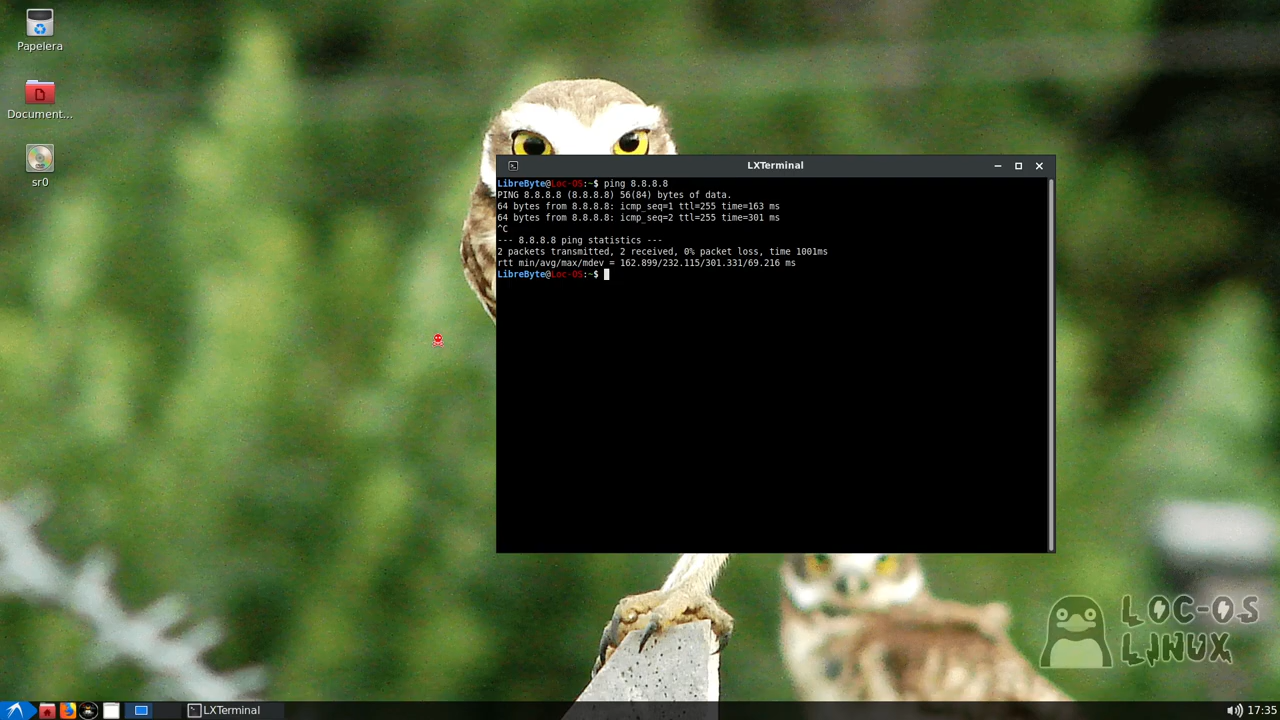 Papelera
Document...
sr0
LXTerminal
LibreByte@Loc-OS:~$ ping 8.8.8.8
PING 8.8.8.8 (8.8.8.8) 56(84) bytes of data.
64 bytes from 8.8.8.8: icmp_seq=1 ttl=255 time=163 ms
64 bytes from 8.8.8.8: icmp_seq=2 ttl=255 time=301 ms
^C
--- 8.8.8.8 ping statistics ---
2 packets transmitted, 2 received, 0% packet loss, time 1001ms
rtt min/avg/max/mdev = 162.899/232.115/301.331/69.216 ms
LibreByte@Loc-OS:~$
LOC-OS
LINUX
LXTerminal
17:35